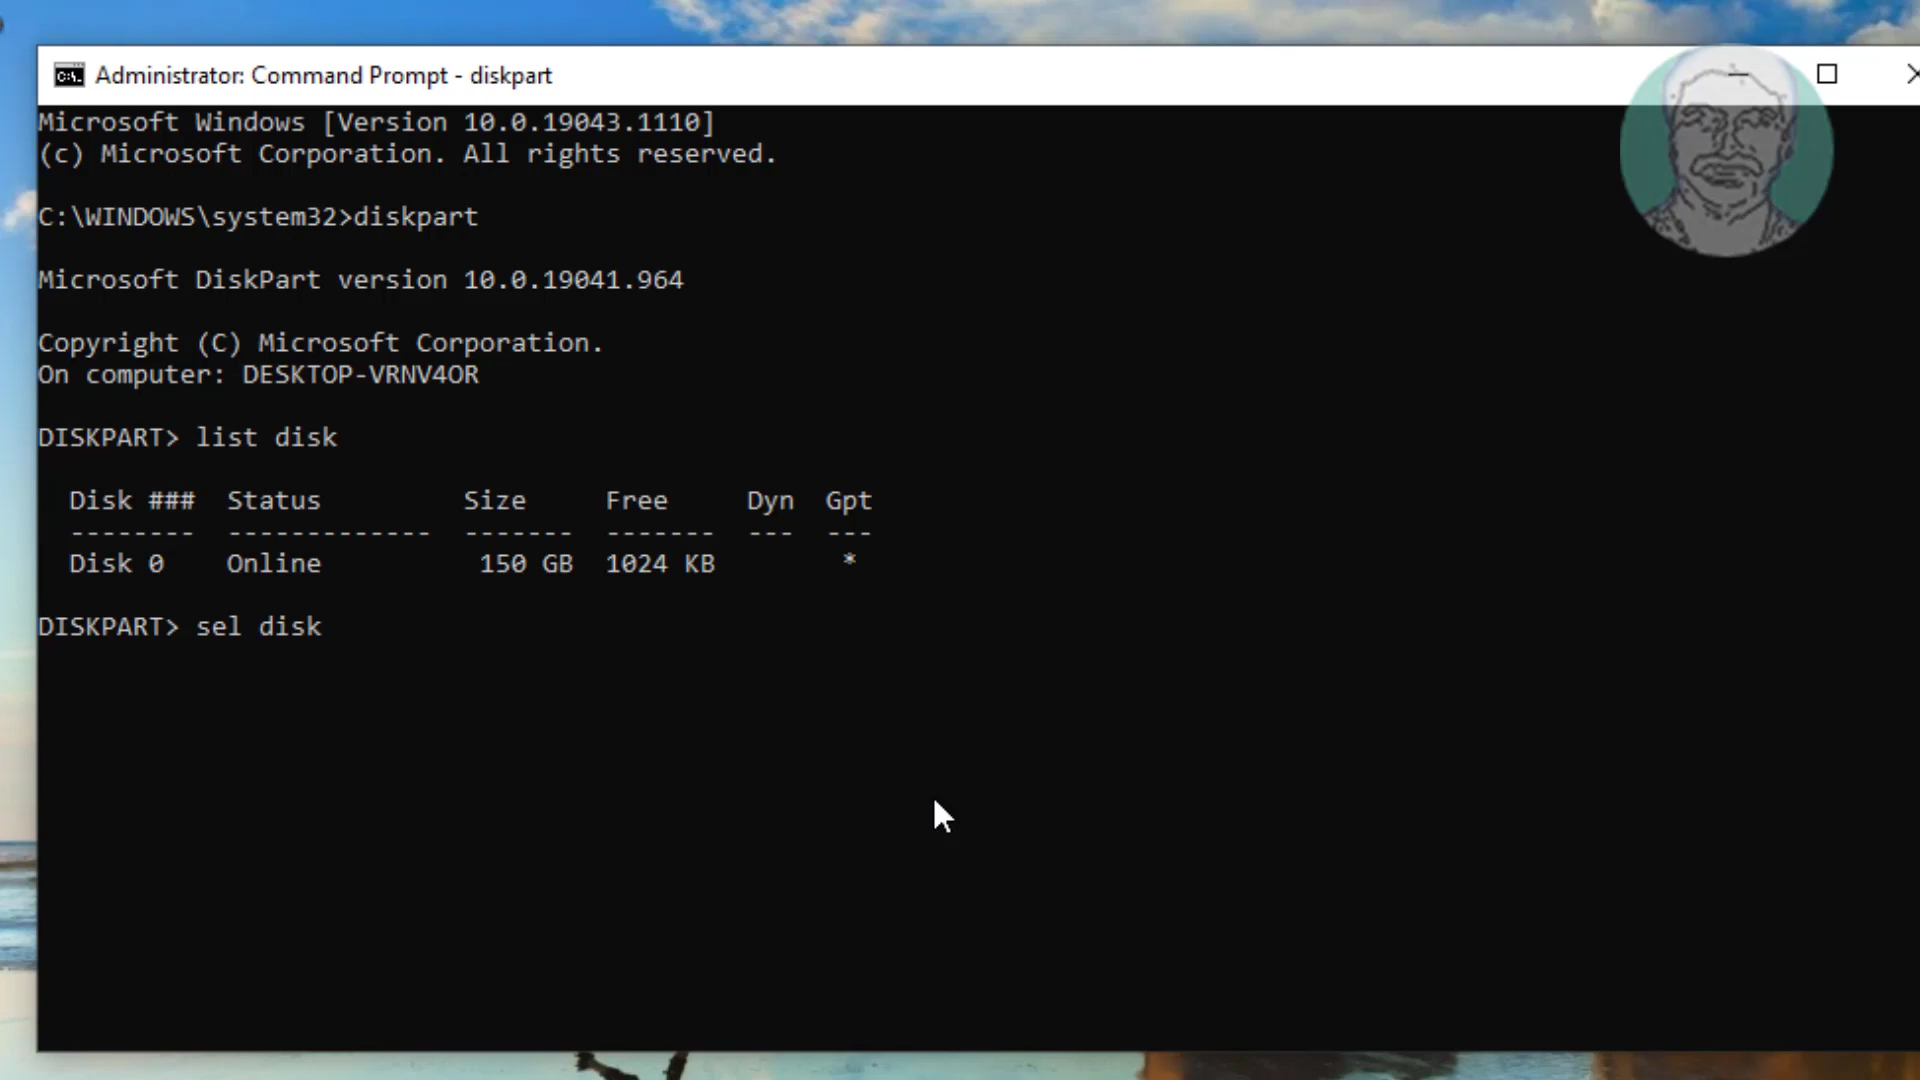 Administrator: Command Prompt - diskpart
Microsoft Windows [Version 10.0.19043.1110]
(c) Microsoft Corporation. All rights reserved.
C:\WINDOWS\system32>diskpart
Microsoft DiskPart version 10.0.19041.964
Copyright (C) Microsoft Corporation.
On computer: DESKTOP-VRNV4OR
DISKPART> list disk
Disk ###  Status         Size     Free     Dyn  Gpt
--------  -------------  -------  -------  ---  ---
Disk 0    Online          150 GB  1024 KB        *
DISKPART> sel disk